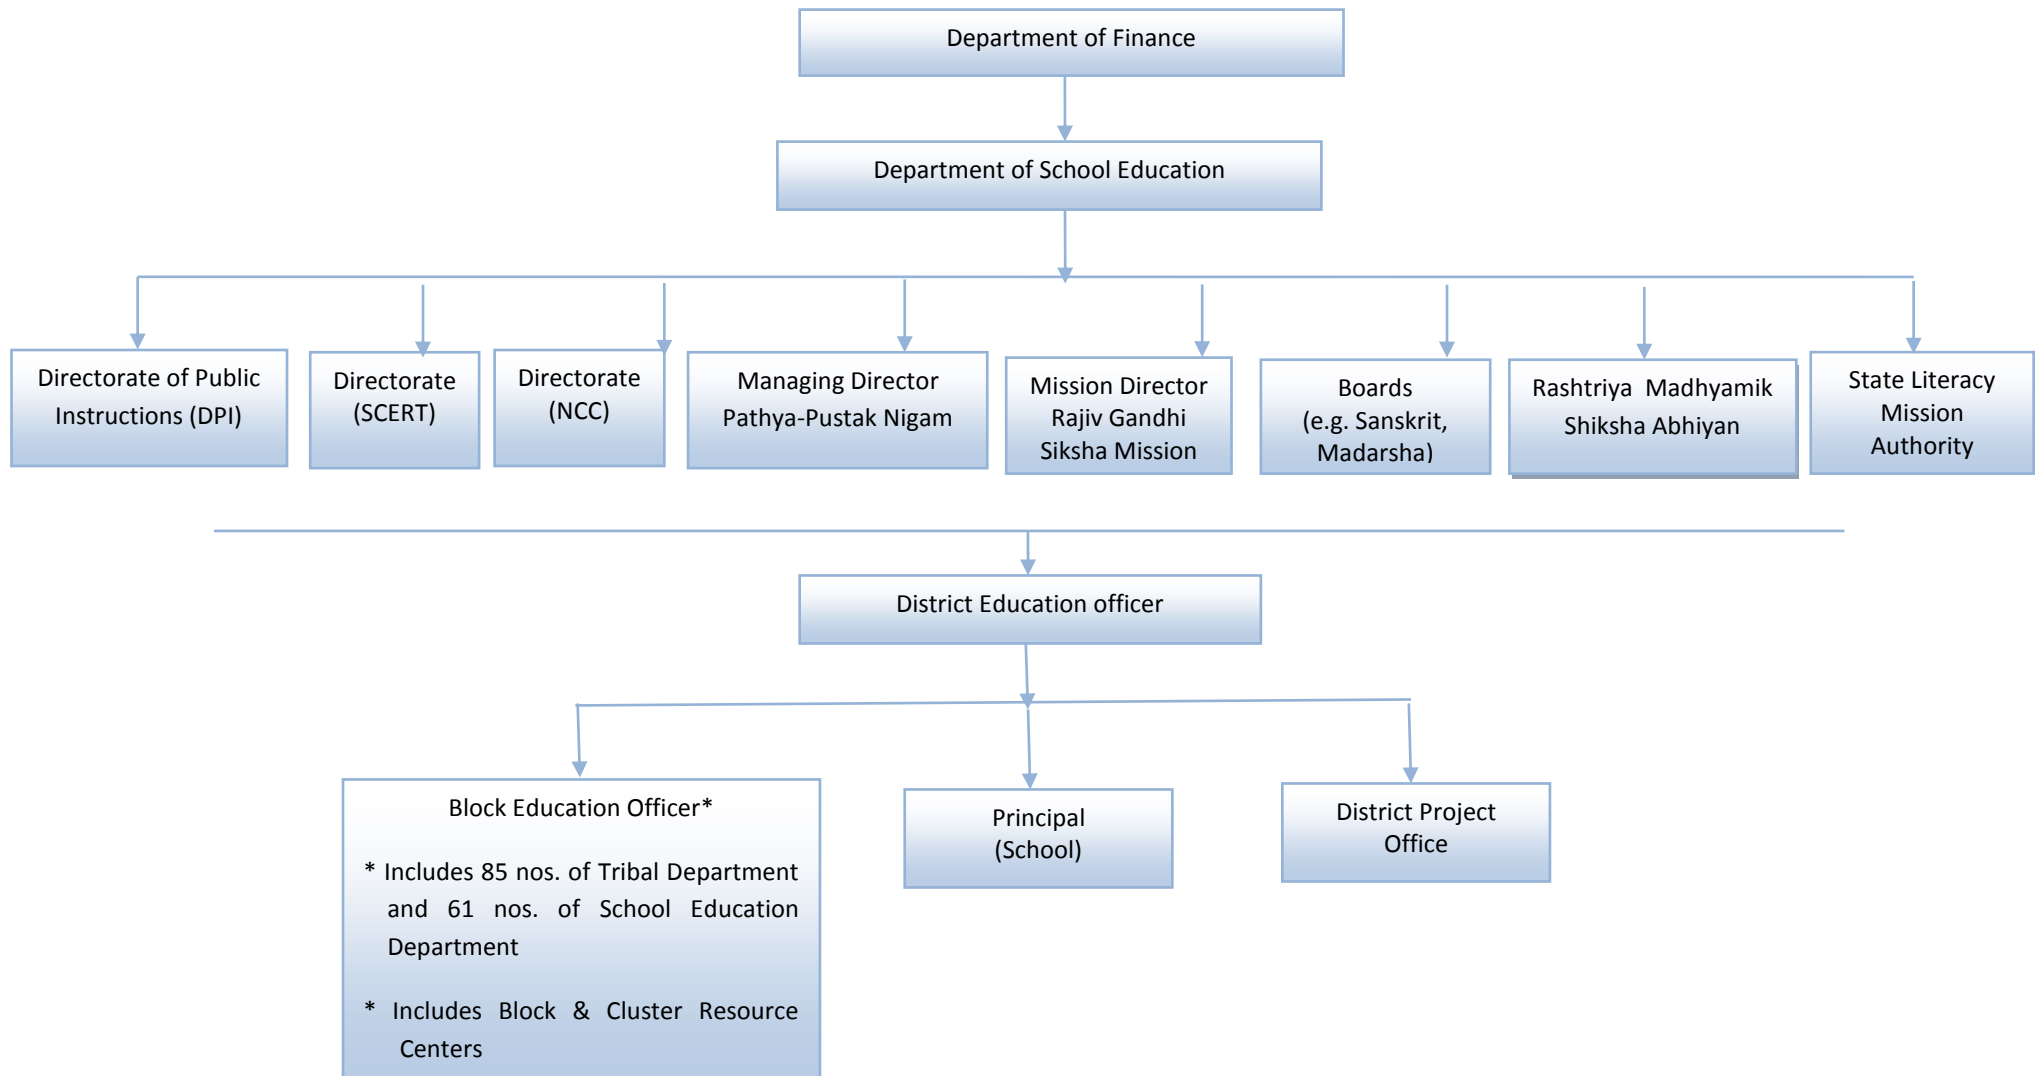 Department of Finance
Department of School Education
Directorate of Public
Instructions (DPI)
Directorate
(SCERT)
Directorate
(NCC)
Managing Director
Pathya-Pustak Nigam
Mission Director
Rajiv Gandhi
Siksha Mission
Boards
(e.g. Sanskrit,
Madarsha)
Rashtriya  Madhyamik
Shiksha Abhiyan
State Literacy
Mission
Authority
District Education officer
Block Education Officer*
* Includes 85 nos. of Tribal Department
and 61 nos. of School Education
Department
* Includes Block & Cluster Resource
Centers
Principal
(School)
District Project
Office